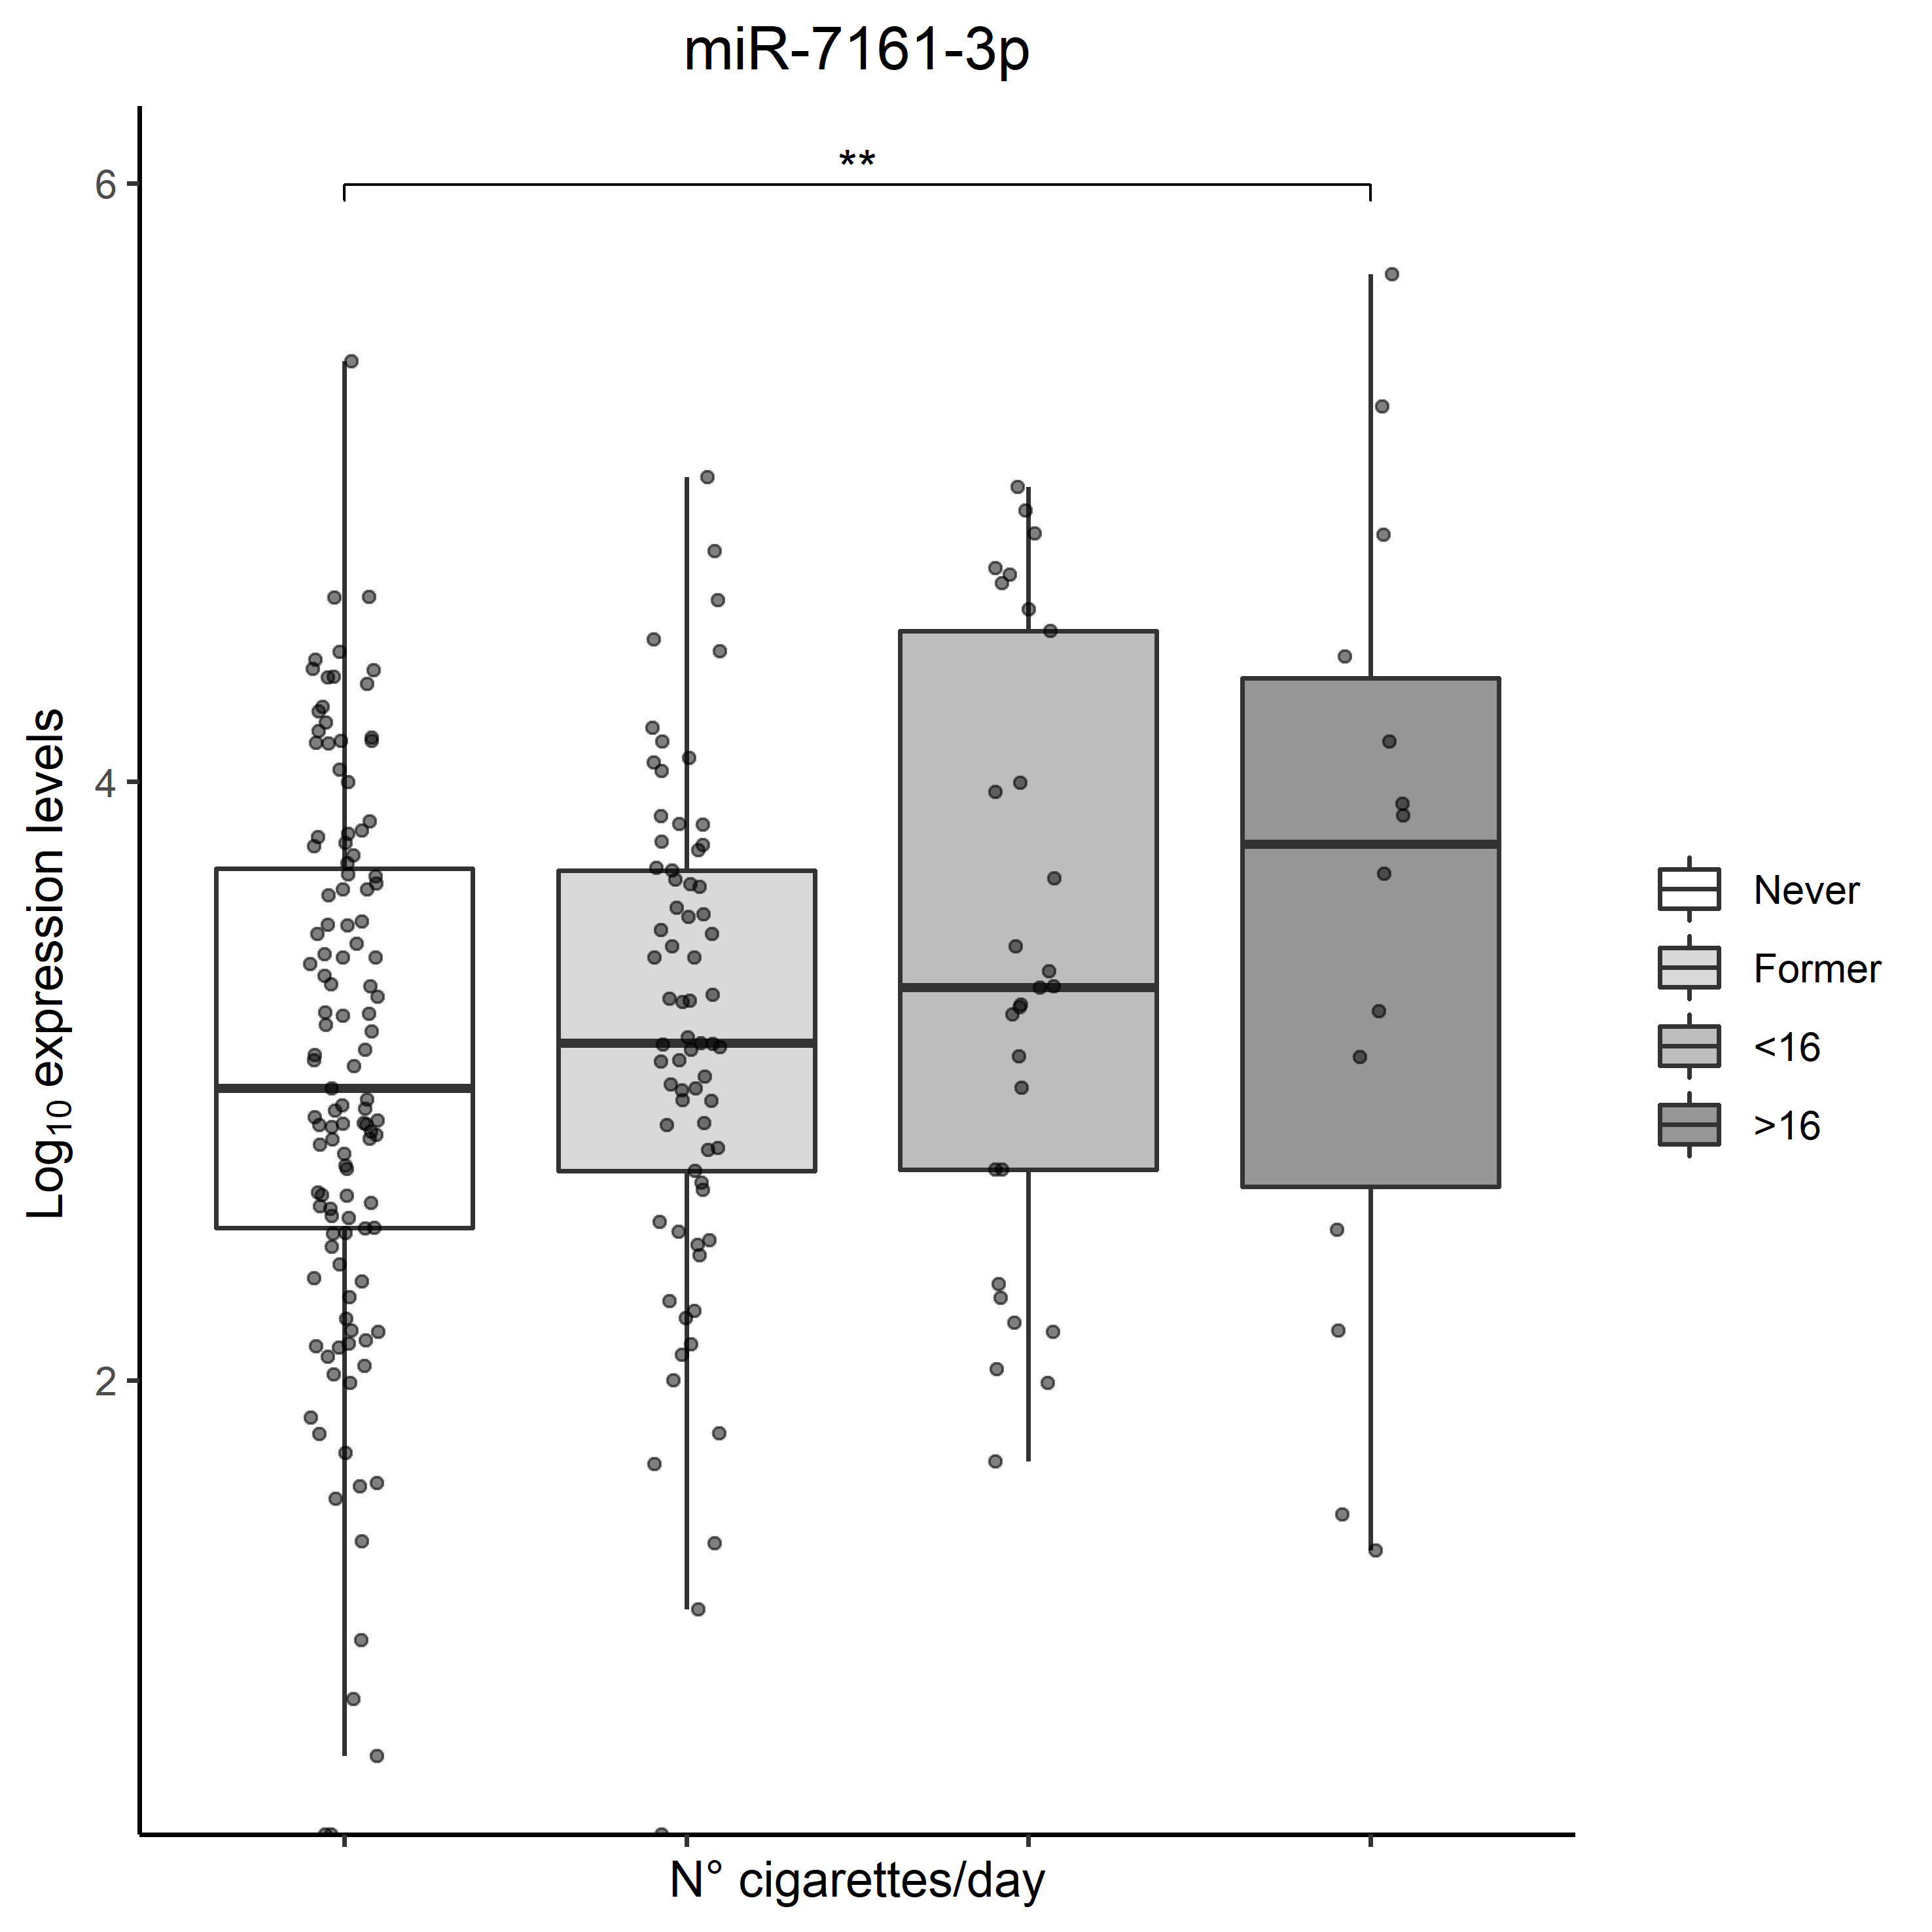 miR-7161-3p
**
6
4
2
Log10 expression levels
N° cigarettes/day
Never
Former
<16
>16